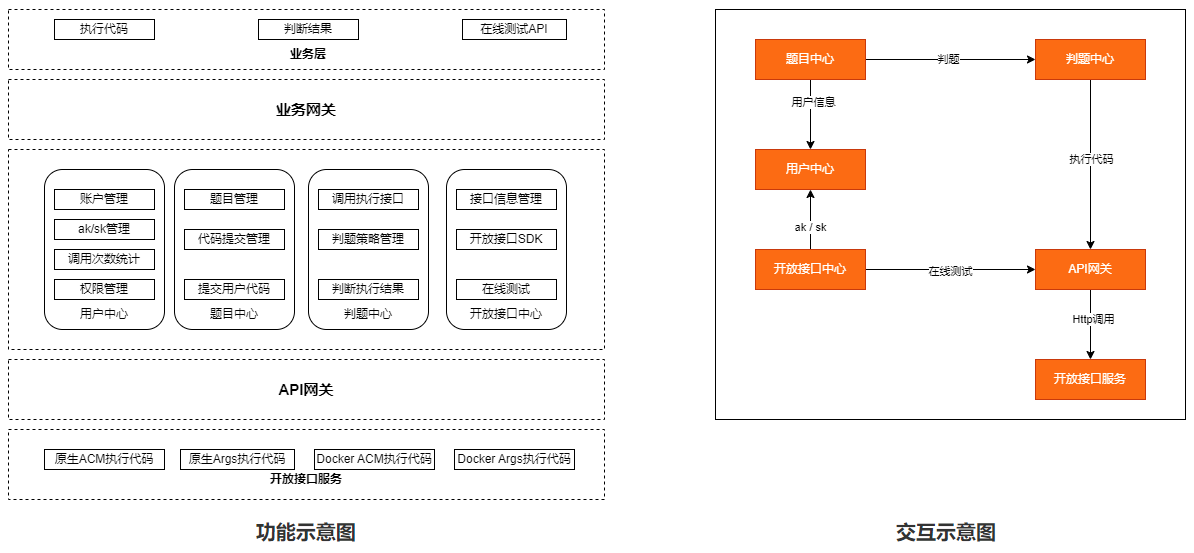 执行代码
判断结果
在线测试API
业务层
业务网关
账户管理
ak/sk管理
调用次数统计
权限管理
用户中心
题目管理
代码提交管理
提交用户代码
题目中心
调用执行接口
判题策略管理
判断执行结果
判题中心
接口信息管理
开放接口SDK
在线测试
开放接口中心
API网关
原生ACM执行代码
原生Args执行代码
Docker ACM执行代码
Docker Args执行代码
开放接口服务
功能示意图
题目中心
判题
判题中心
用户信息
用户中心
执行代码
ak / sk
开放接口中心
在线测试
API网关
Http调用
开放接口服务
交互示意图